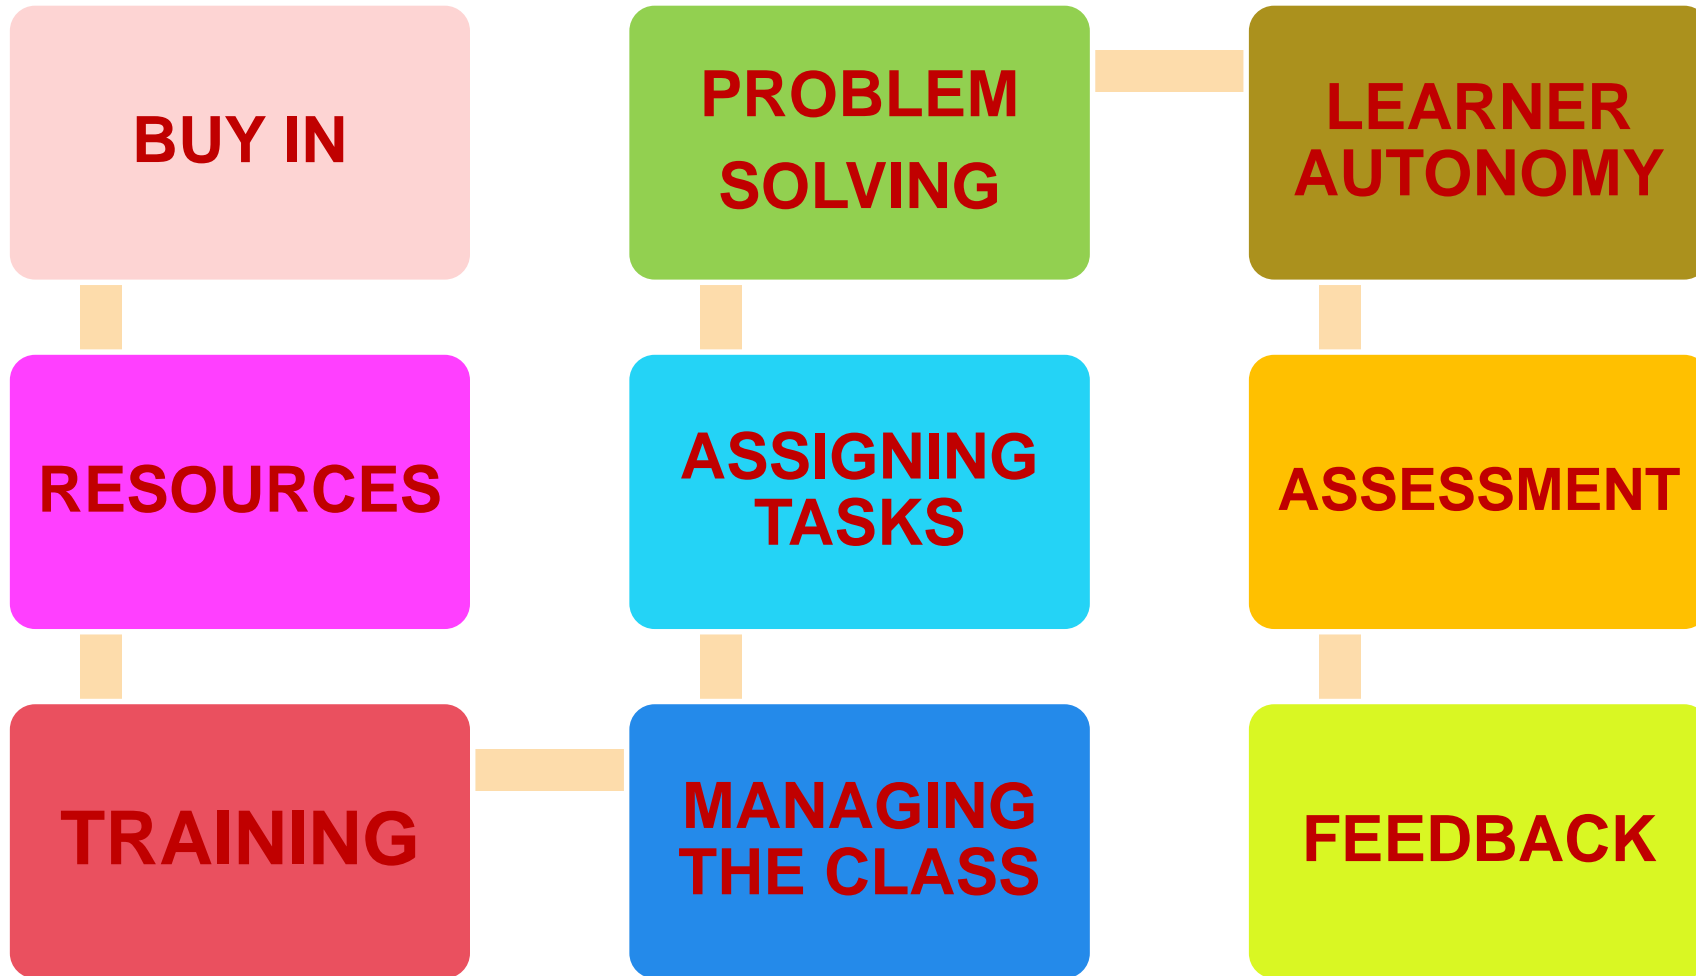 BUY IN
RESOURCES
TRAINING
MANAGING
THE CLASS
ASSIGNING
TASKS
PROBLEM
SOLVING
LEARNER
AUTONOMY
ASSESSMENT
FEEDBACK